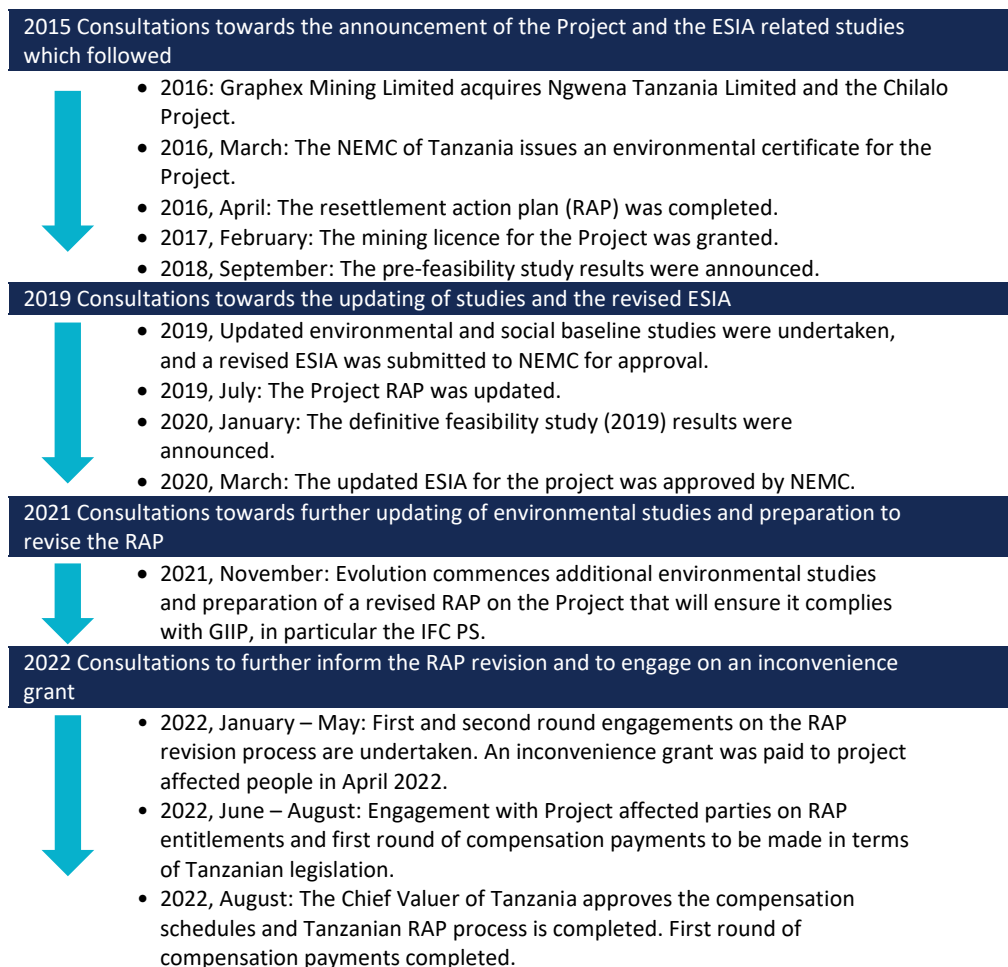 2015 Consultations towards the announcement of the Project and the ESIA related studies
which followed
• 2016: Graphex Mining Limited acquires Ngwena Tanzania Limited and the Chilalo
Project.
• 2016, March: The NEMC of Tanzania issues an environmental certificate for the
Project.
• 2016, April: The resettlement action plan (RAP) was completed.
• 2017, February: The mining licence for the Project was granted.
• 2018, September: The pre-feasibility study results were announced.
2019 Consultations towards the updating of studies and the revised ESIA
• 2019, Updated environmental and social baseline studies were undertaken,
and a revised ESIA was submitted to NEMC for approval.
• 2019, July: The Project RAP was updated.
• 2020, January: The definitive feasibility study (2019) results were
announced.
• 2020, March: The updated ESIA for the project was approved by NEMC.
2021 Consultations towards further updating of environmental studies and preparation to
revise the RAP
• 2021, November: Evolution commences additional environmental studies
and preparation of a revised RAP on the Project that will ensure it complies
with GIIP, in particular the IFC PS.
2022 Consultations to further inform the RAP revision and to engage on an inconvenience
grant
• 2022, January – May: First and second round engagements on the RAP
revision process are undertaken. An inconvenience grant was paid to project
affected people in April 2022.
• 2022, June – August: Engagement with Project affected parties on RAP
entitlements and first round of compensation payments to be made in terms
of Tanzanian legislation.
• 2022, August: The Chief Valuer of Tanzania approves the compensation
schedules and Tanzanian RAP process is completed. First round of
compensation payments completed.